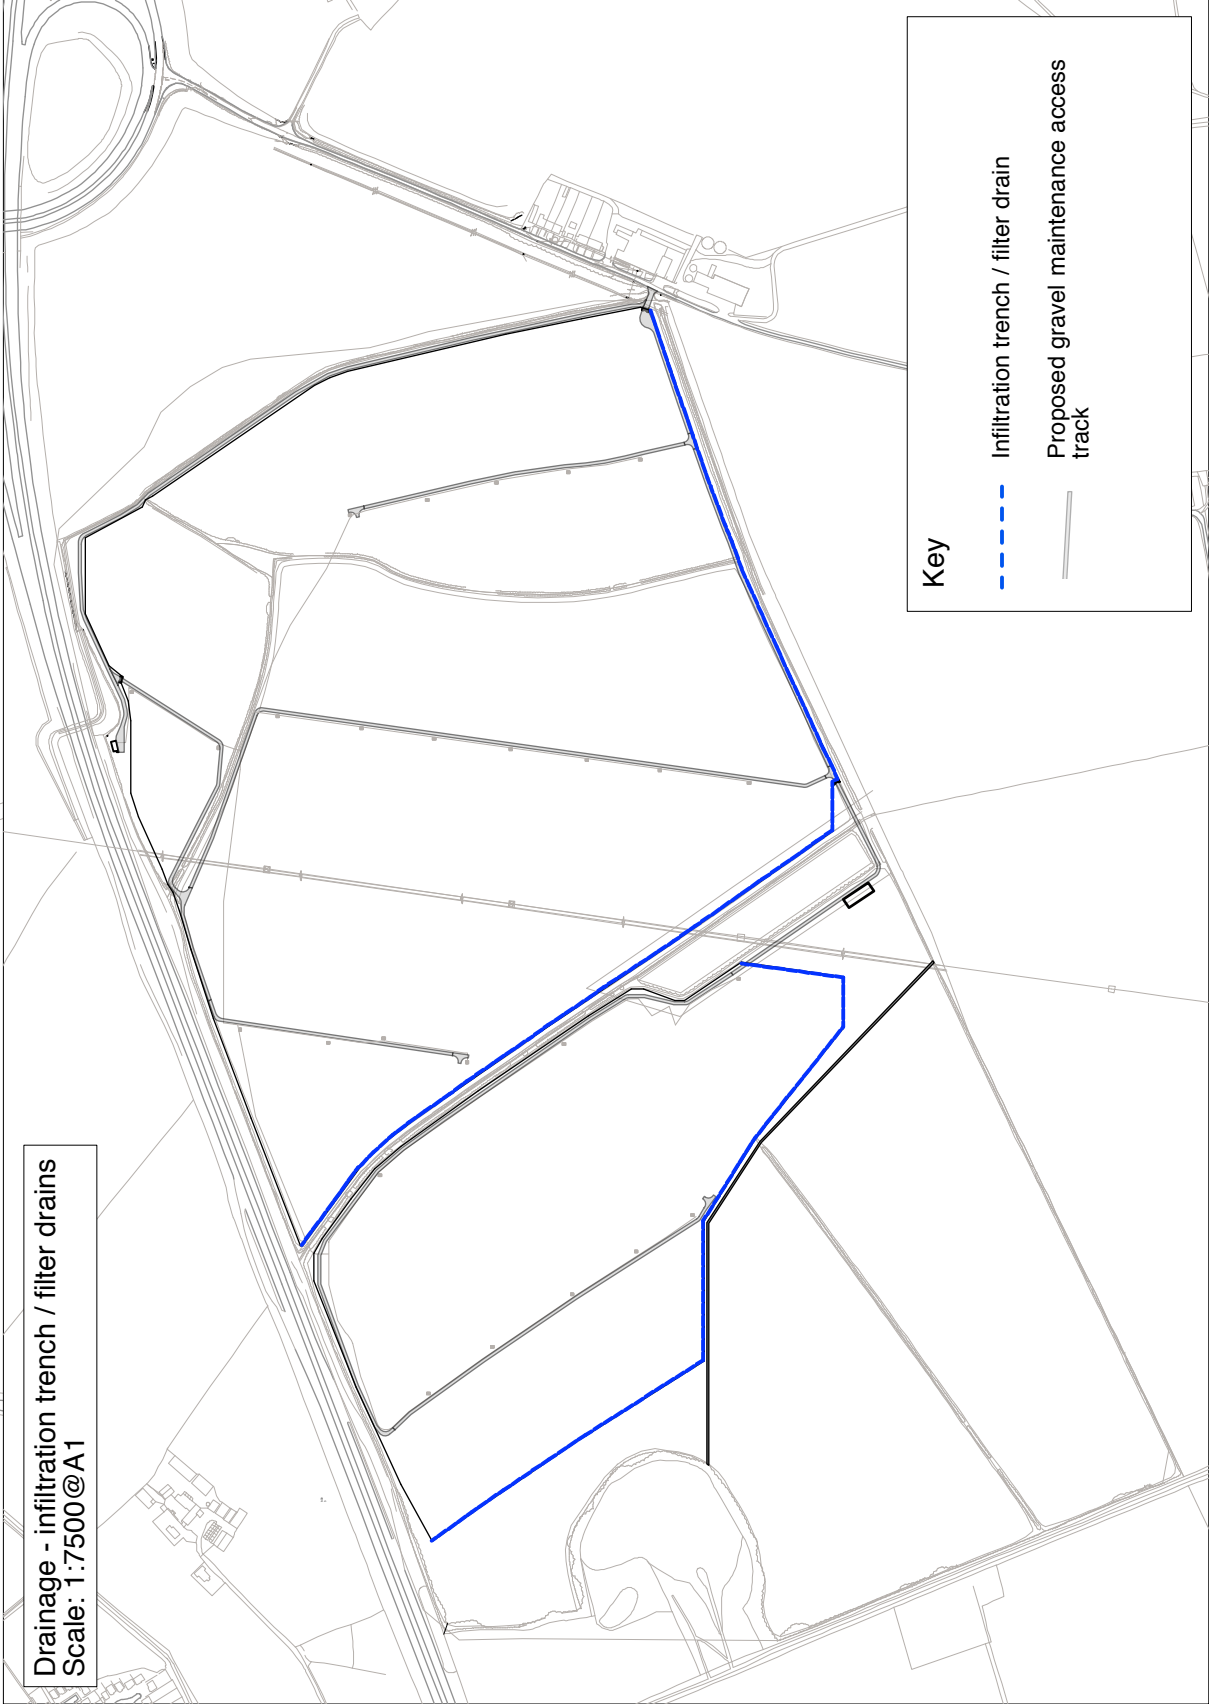 Drainage - infiltration trench / filter drains
Scale: 1:7500@A1
Key
Infiltration trench / filter drain
Proposed gravel maintenance access
track